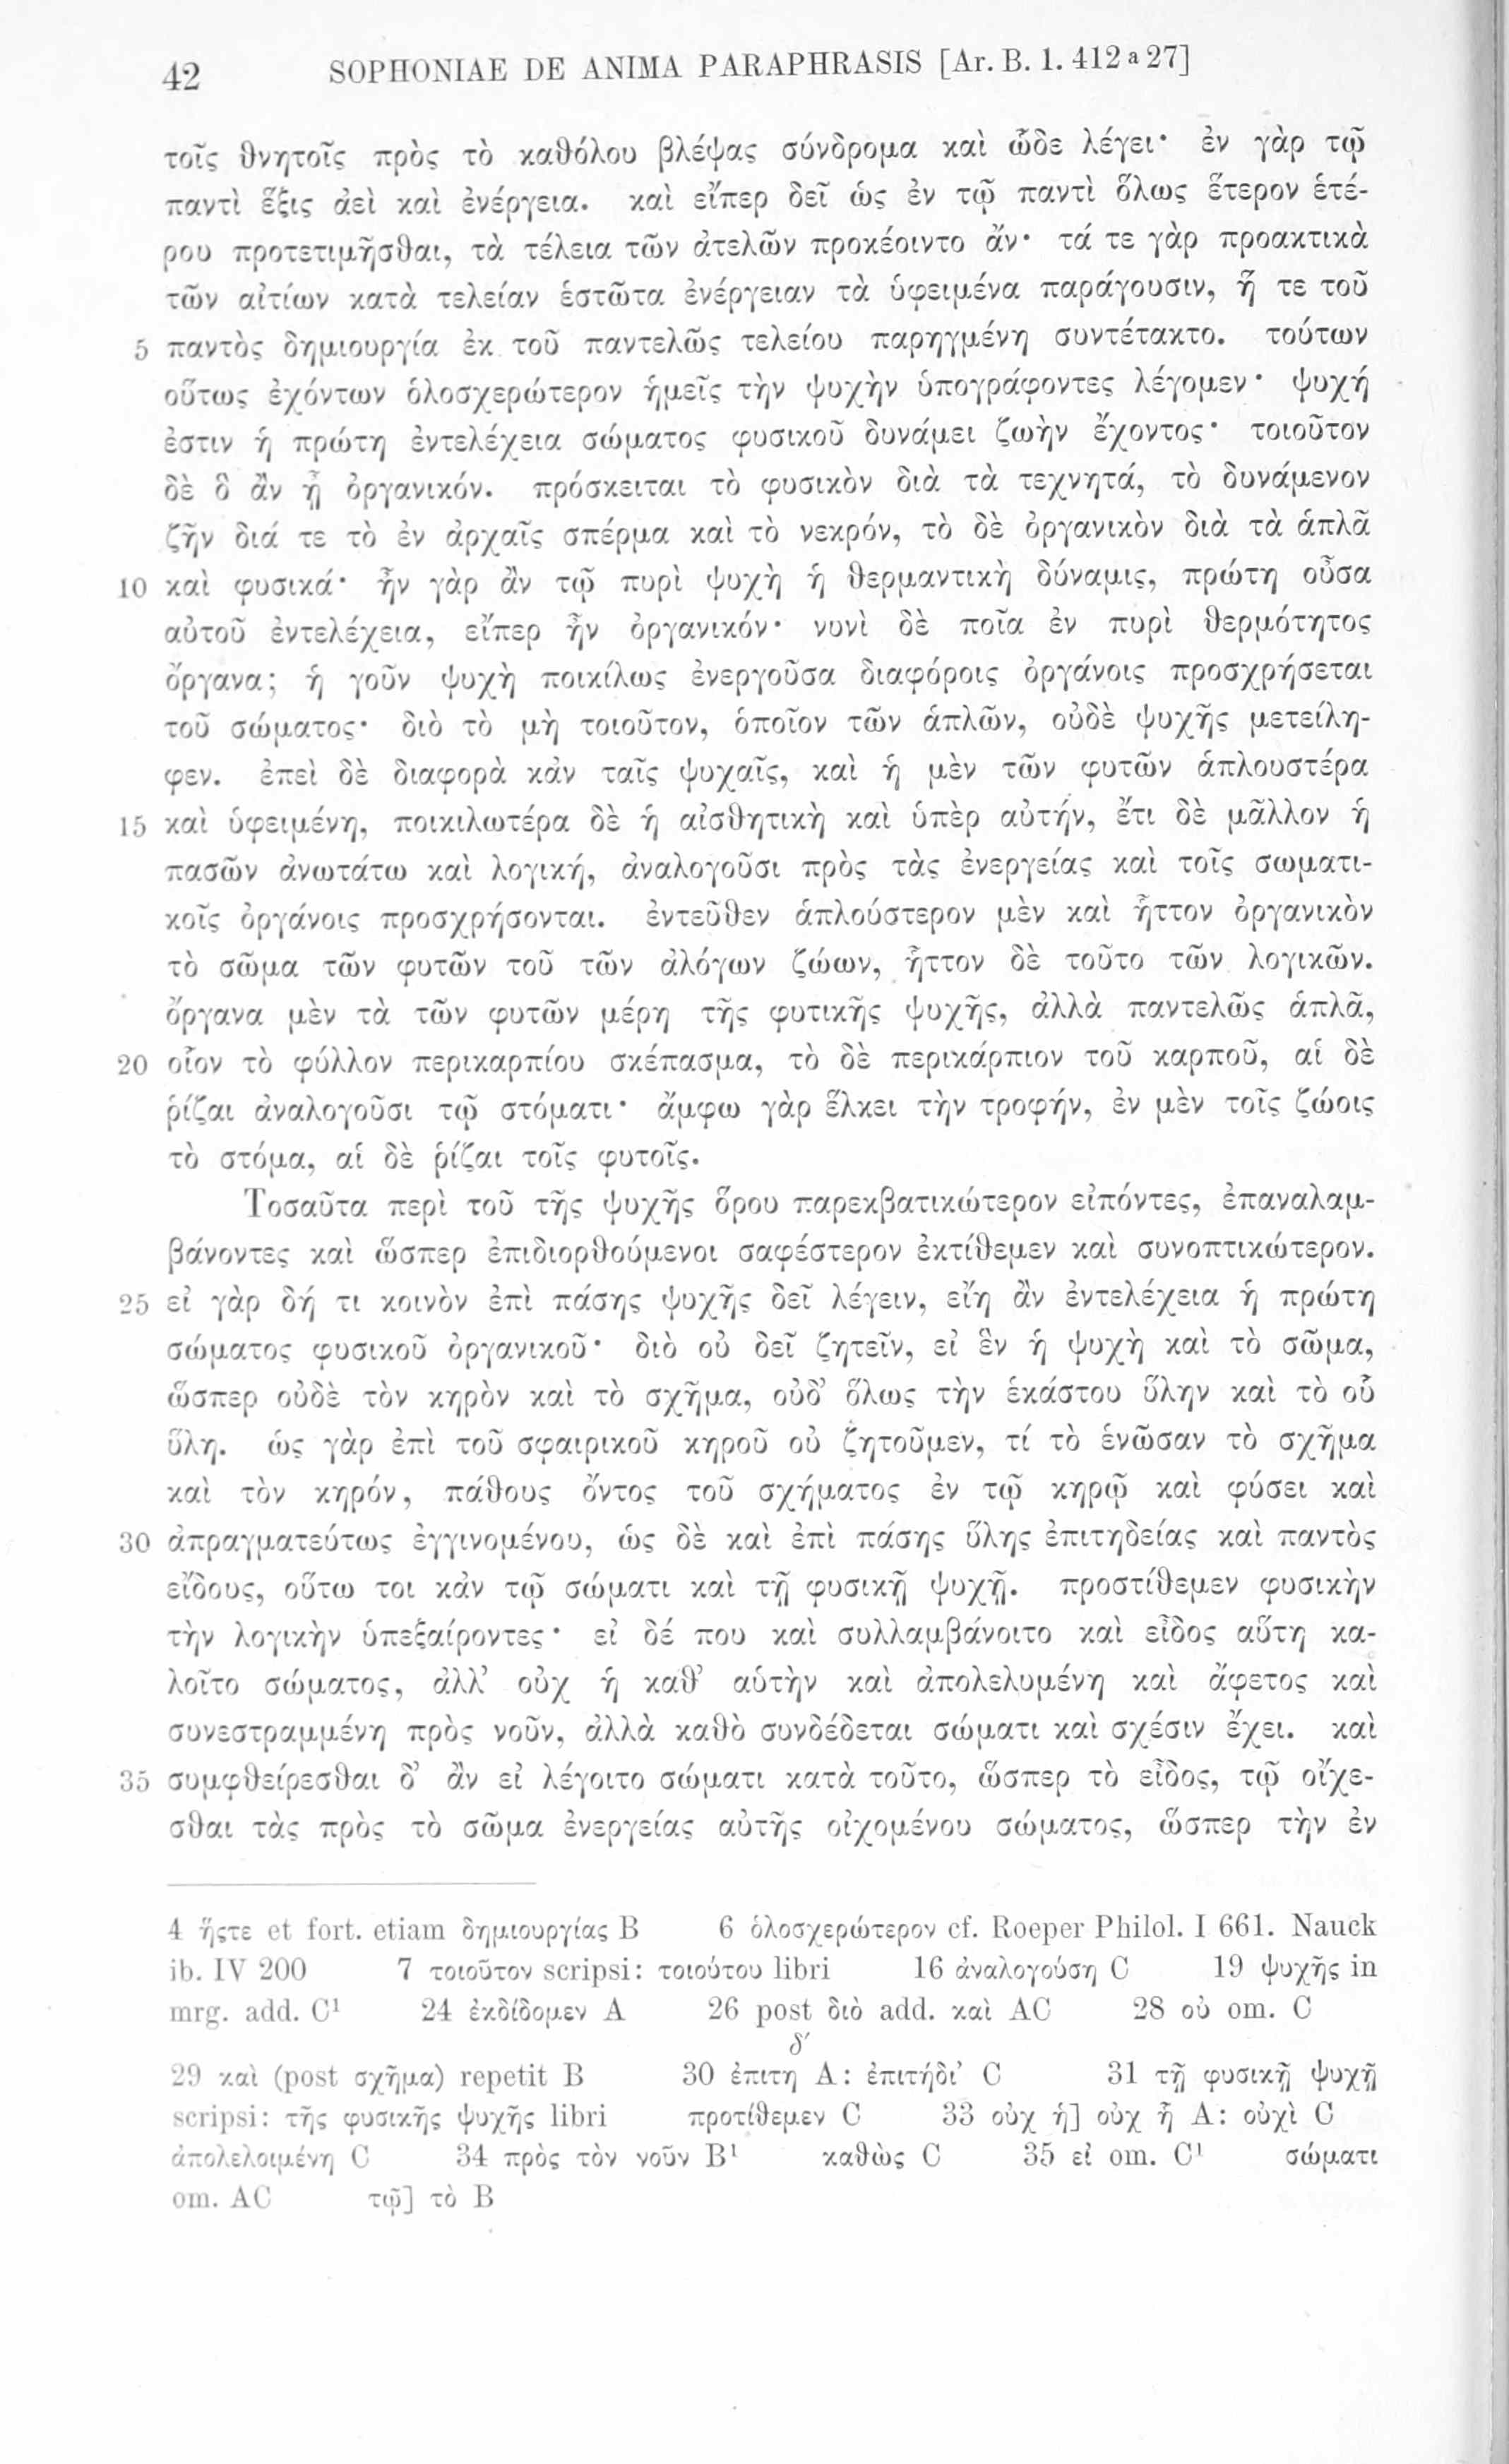 42 SOPHONIAE DE ANIMA PARAPHRASIS [Ar. B. 1. 412 a 27]
τοῖς θνητοῖς πρὸς τὸ καθόλου βλέψας σύνδρομα καὶ ὧδε λέγει· ἐν γὰρ τῷ
παντὶ ἕξις ἀεὶ καὶ ἐνέργεια. καὶ εἴπερ δεῖ ὡς ἐν τῷ παντὶ ὅλως ἕτερον ἑτέ-
ρου προτετιμῆσθαι, τὰ τέλεια τῶν ἀτελῶν προκέοιντο ἄν· τά τε γὰρ προακτικὰ
τῶν αἰτίων κατὰ τελείαν ἑστῶτα ἐνέργειαν τὰ ὑφειμένα παράγουσιν, ἥ τε τοῦ
5 παντὸς δημιουργία ἐκ τοῦ παντελῶς τελείου παρηγμένη συντέτακτο. τούτων
οὕτως ἐχόντων ὁλοσχερώτερον ἡμεῖς τὴν ψυχὴν ὑπογράφοντες λέγομεν· ψυχή
ἐστιν ἡ πρώτη ἐντελέχεια σώματος φυσικοῦ δυνάμει ζωὴν ἔχοντος· τοιοῦτον
δὲ ὃ ἂν ᾖ ὀργανικόν. πρόσκειται τὸ φυσικὸν διὰ τὰ τεχνητά, τὸ δυνάμενον
ζῆν διά τε τὸ ἐν ἀρχαῖς σπέρμα καὶ τὸ νεκρόν, τὸ δὲ ὀργανικὸν διὰ τὰ ἁπλᾶ
10 καὶ φυσικά· ἦν γὰρ ἂν τῷ πυρὶ ψυχὴ ἡ θερμαντικὴ δύναμις, πρώτη οὖσα
αὐτοῦ ἐντελέχεια, εἴπερ ἦν ὀργανικόν· νυνὶ δὲ ποῖα ἐν πυρὶ θερμότητος
ὄργανα; ἡ γοῦν ψυχὴ ποικίλως ἐνεργοῦσα διαφόροις ὀργάνοις προσχρήσεται
τοῦ σώματος· διὸ τὸ μὴ τοιοῦτον, ὁποῖον τῶν ἁπλῶν, οὐδὲ ψυχῆς μετείλη-
φεν. ἐπεὶ δὲ διαφορὰ κἀν ταῖς ψυχαῖς, καὶ ἡ μὲν τῶν φυτῶν ἁπλουστέρα
15 καὶ ὑφειμένη, ποικιλωτέρα δὲ ἡ αἰσθητικὴ καὶ ὑπὲρ αὐτήν, ἔτι δὲ μᾶλλον ἡ
πασῶν ἀνωτάτω καὶ λογική, ἀναλογοῦσι πρὸς τὰς ἐνεργείας καὶ τοῖς σωματι-
κοῖς ὀργάνοις προσχρήσονται. ἐντεῦθεν ἁπλούστερον μὲν καὶ ἧττον ὀργανικὸν
τὸ σῶμα τῶν φυτῶν τοῦ τῶν ἀλόγων ζώων, ἧττον δὲ τοῦτο τῶν λογικῶν.
ὄργανα μὲν τὰ τῶν φυτῶν μέρη τῆς φυτικῆς ψυχῆς, ἀλλὰ παντελῶς ἁπλᾶ,
20 οἷον τὸ φύλλον περικαρπίου σκέπασμα, τὸ δὲ περικάρπιον τοῦ καρποῦ, αἱ δὲ
ῥίζαι ἀναλογοῦσι τῷ στόματι· ἄμφω γὰρ ἕλκει τὴν τροφήν, ἐν μὲν τοῖς ζώοις
τὸ στόμα, αἱ δὲ ῥίζαι τοῖς φυτοῖς.
Τοσαῦτα περὶ τοῦ τῆς ψυχῆς ὅρου παρεκβατικώτερον εἰπόντες, ἐπαναλαμ-
βάνοντες καὶ ὥσπερ ἐπιδιορθούμενοι σαφέστερον ἐκτίθεμεν καὶ συνοπτικώτερον.
25 εἰ γὰρ δή τι κοινὸν ἐπὶ πάσης ψυχῆς δεῖ λέγειν, εἴη ἂν ἐντελέχεια ἡ πρώτη
σώματος φυσικοῦ ὀργανικοῦ· διὸ οὐ δεῖ ζητεῖν, εἰ ἓν ἡ ψυχὴ καὶ τὸ σῶμα,
ὥσπερ οὐδὲ τὸν κηρὸν καὶ τὸ σχῆμα, οὐδ’ ὅλως τὴν ἑκάστου ὕλην καὶ τὸ οὗ
ὕλη. ὡς γὰρ ἐπὶ τοῦ σφαιρικοῦ κηροῦ οὐ ζητοῦμεν, τί τὸ ἑνῶσαν τὸ σχῆμα
καὶ τὸν κηρόν, πάθους ὄντος τοῦ σχήματος ἐν τῷ κηρῷ καὶ φύσει καὶ
30 ἀπραγματεύτως ἐγγινομένου, ὡς δὲ καὶ ἐπὶ πάσης ὕλης ἐπιτηδείας καὶ παντὸς
εἴδους, οὕτω τοι κἀν τῷ σώματι καὶ τῇ φυσικῇ ψυχῇ. προστίθεμεν φυσικὴν
τὴν λογικὴν ὑπεξαίροντες· εἰ δέ που καὶ συλλαμβάνοιτο καὶ εἶδος αὕτη κα-
λοῖτο σώματος, ἀλλ’ οὐχ ἡ καθ’ αὑτὴν καὶ ἀπολελυμένη καὶ ἄφετος καὶ
συνεστραμμένη πρὸς νοῦν, ἀλλὰ καθὸ συνδέδεται σώματι καὶ σχέσιν ἔχει. καὶ
35 συμφθείρεσθαι δ’ ἂν εἰ λέγοιτο σώματι κατὰ τοῦτο, ὥσπερ τὸ εἶδος, τῷ οἴχε-
σθαι τὰς πρὸς τὸ σῶμα ἐνεργείας αὐτῆς οἰχομένου σώματος, ὥσπερ τὴν ἐν
4 ἥςτε et fort. etiam δημιουργίας B 6 ὁλοσχερώτερον cf. Roeper Philol. I 661. Nauck
ib. IV 200 7 τοιοῦτον scripsi: τοιούτου libri 16 ἀναλογούση C 19 ψυχῆς in
mrg. add. C¹ 24 ἐκδίδομεν A 26 post διὸ add. καὶ AC 28 οὐ om. C
δ′
29 καὶ (post σχῆμα) repetit B 30 ἐπιτη A: ἐπιτήδι’ C 31 τῇ φυσικῇ ψυχῇ
scripsi: τῆς φυσικῆς ψυχῆς libri προτίθεμεν C 33 οὐχ ἡ] οὐχ ᾗ A: οὐχὶ C
ἀπολελοιμένη C 34 πρὸς τὸν νοῦν B¹ καθὼς C 35 εἰ om. C¹ σώματι
om. AC τῷ] τὸ B